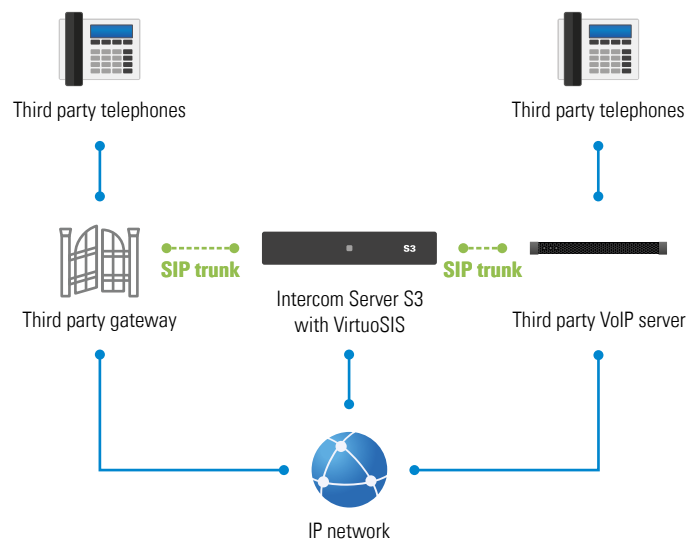 Third party telephones
Third party telephones
S3
SIP trunk
SIP trunk
Third party gateway
Intercom Server S3
with VirtuoSIS
Third party VoIP server
IP network